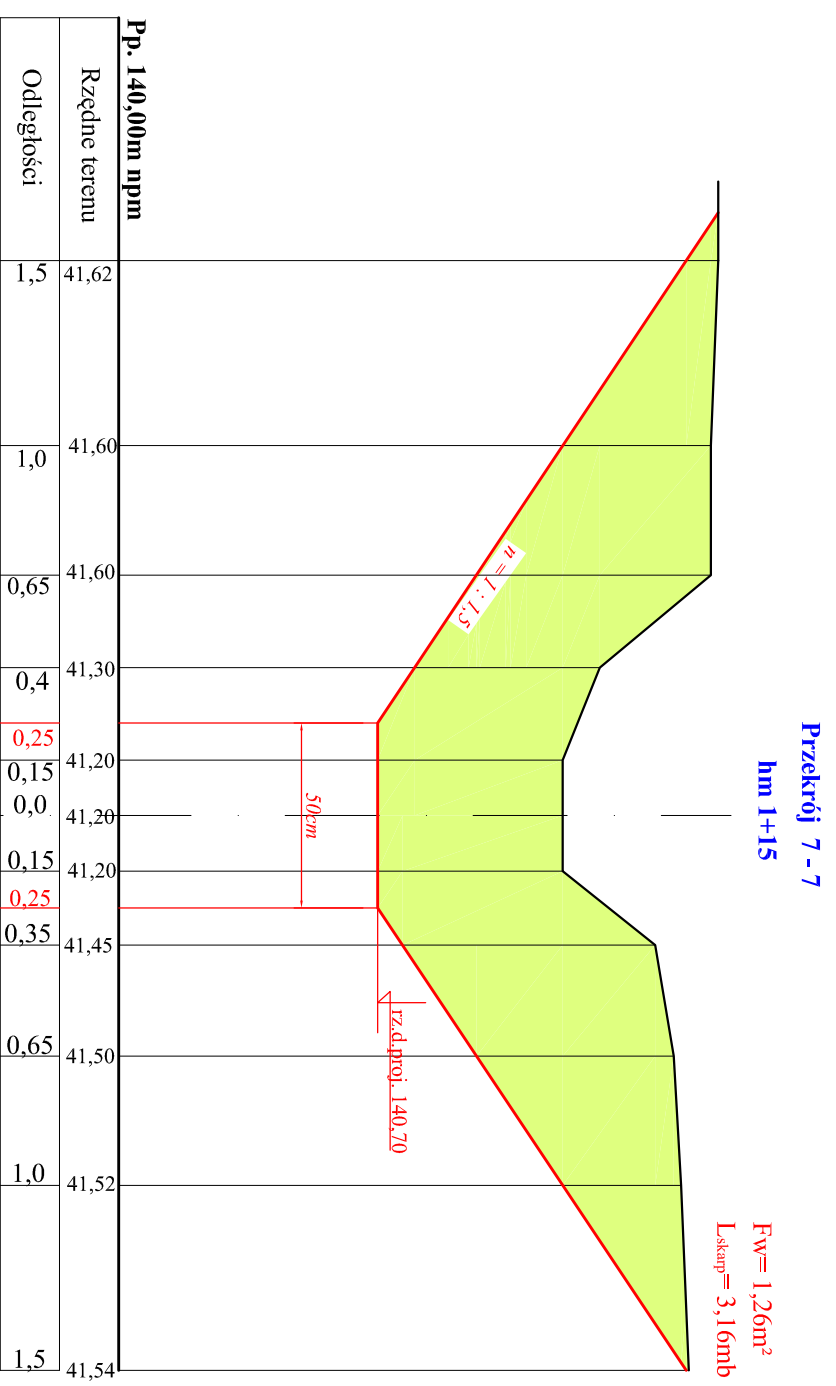 Przekrój 7 - 7
hm 1+15
Fw= 1,26m²
Lskarp= 3,16mb
n = 1 : 1,5
rz.d.proj. 140,70
50cm
Pp. 140,00m npm
Rzędne terenu 41,62 41,60 41,60 41,30 41,20 41,20 41,20 41,45 41,50 41,52 41,54
Odległości 1,5 1,0 0,65 0,4 0,25 0,15 0,0 0,15 0,25 0,35 0,65 1,0 1,5